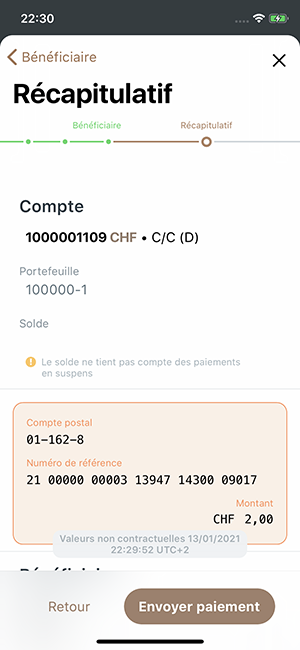 22:30
Bénéficiaire
Récapitulatif
Bénéficiaire Récapitulatif
Compte
1000001109 CHF • C/C (D)
Portefeuille
100000-1
Solde
Le solde ne tient pas compte des paiements
en suspens
Compte postal
01-162-8
Numéro de référence
21 00000 00003 13947 14300 09017
Montant
CHF 2,00
Valeurs non contractuelles 13/01/2021
22:29:52 UTC+2
Retour
Envoyer paiement